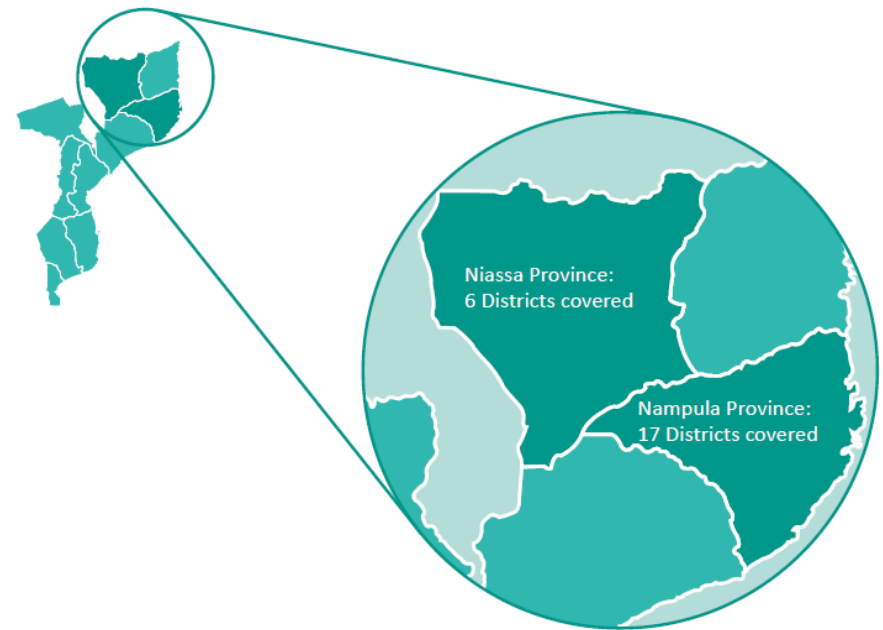 Niassa Province:
6 Districts covered
Nampula Province:
17 Districts covered